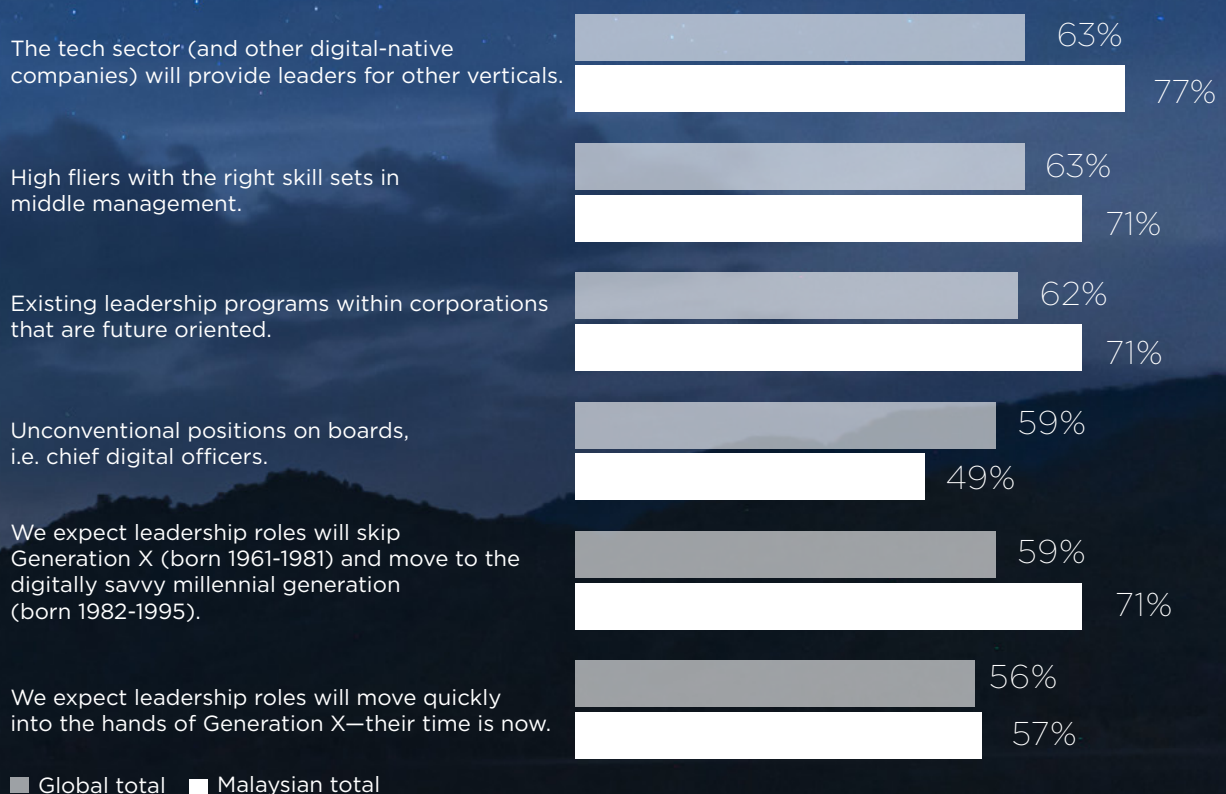 The tech sector (and other digital-native
companies) will provide leaders for other verticals.
63%
77%
High fliers with the right skill sets in
middle management.
63%
71%
Existing leadership programs within corporations
that are future oriented.
62%
71%
Unconventional positions on boards,
i.e. chief digital officers.
59%
49%
We expect leadership roles will skip
Generation X (born 1961-1981) and move to the
digitally savvy millennial generation
(born 1982-1995).
59%
71%
We expect leadership roles will move quickly
into the hands of Generation X—their time is now.
56%
57%
Global total Malaysian total